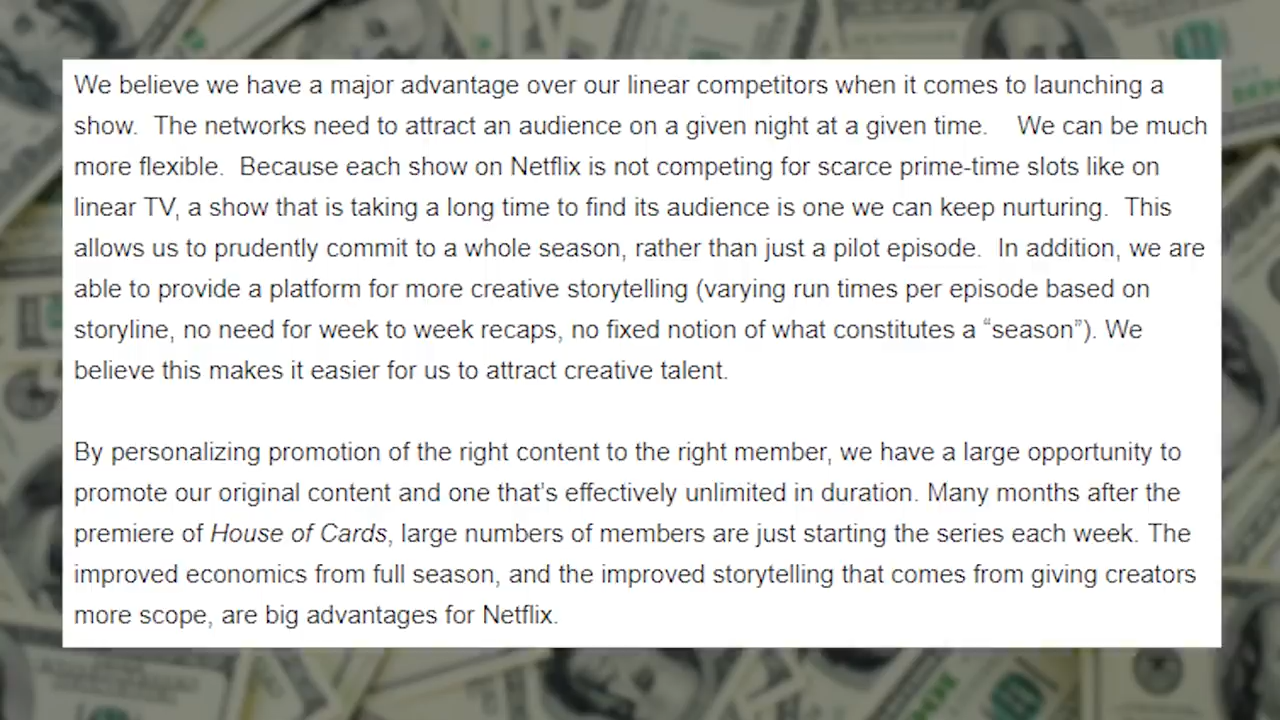 We believe we have a major advantage over our linear competitors when it comes to launching a
show.  The networks need to attract an audience on a given night at a given time.    We can be much
more flexible.  Because each show on Netflix is not competing for scarce prime-time slots like on
linear TV, a show that is taking a long time to find its audience is one we can keep nurturing.  This
allows us to prudently commit to a whole season, rather than just a pilot episode.  In addition, we are
able to provide a platform for more creative storytelling (varying run times per episode based on
storyline, no need for week to week recaps, no fixed notion of what constitutes a “season”). We
believe this makes it easier for us to attract creative talent.
By personalizing promotion of the right content to the right member, we have a large opportunity to
promote our original content and one that's effectively unlimited in duration. Many months after the
premiere of House of Cards, large numbers of members are just starting the series each week. The
improved economics from full season, and the improved storytelling that comes from giving creators
more scope, are big advantages for Netflix.